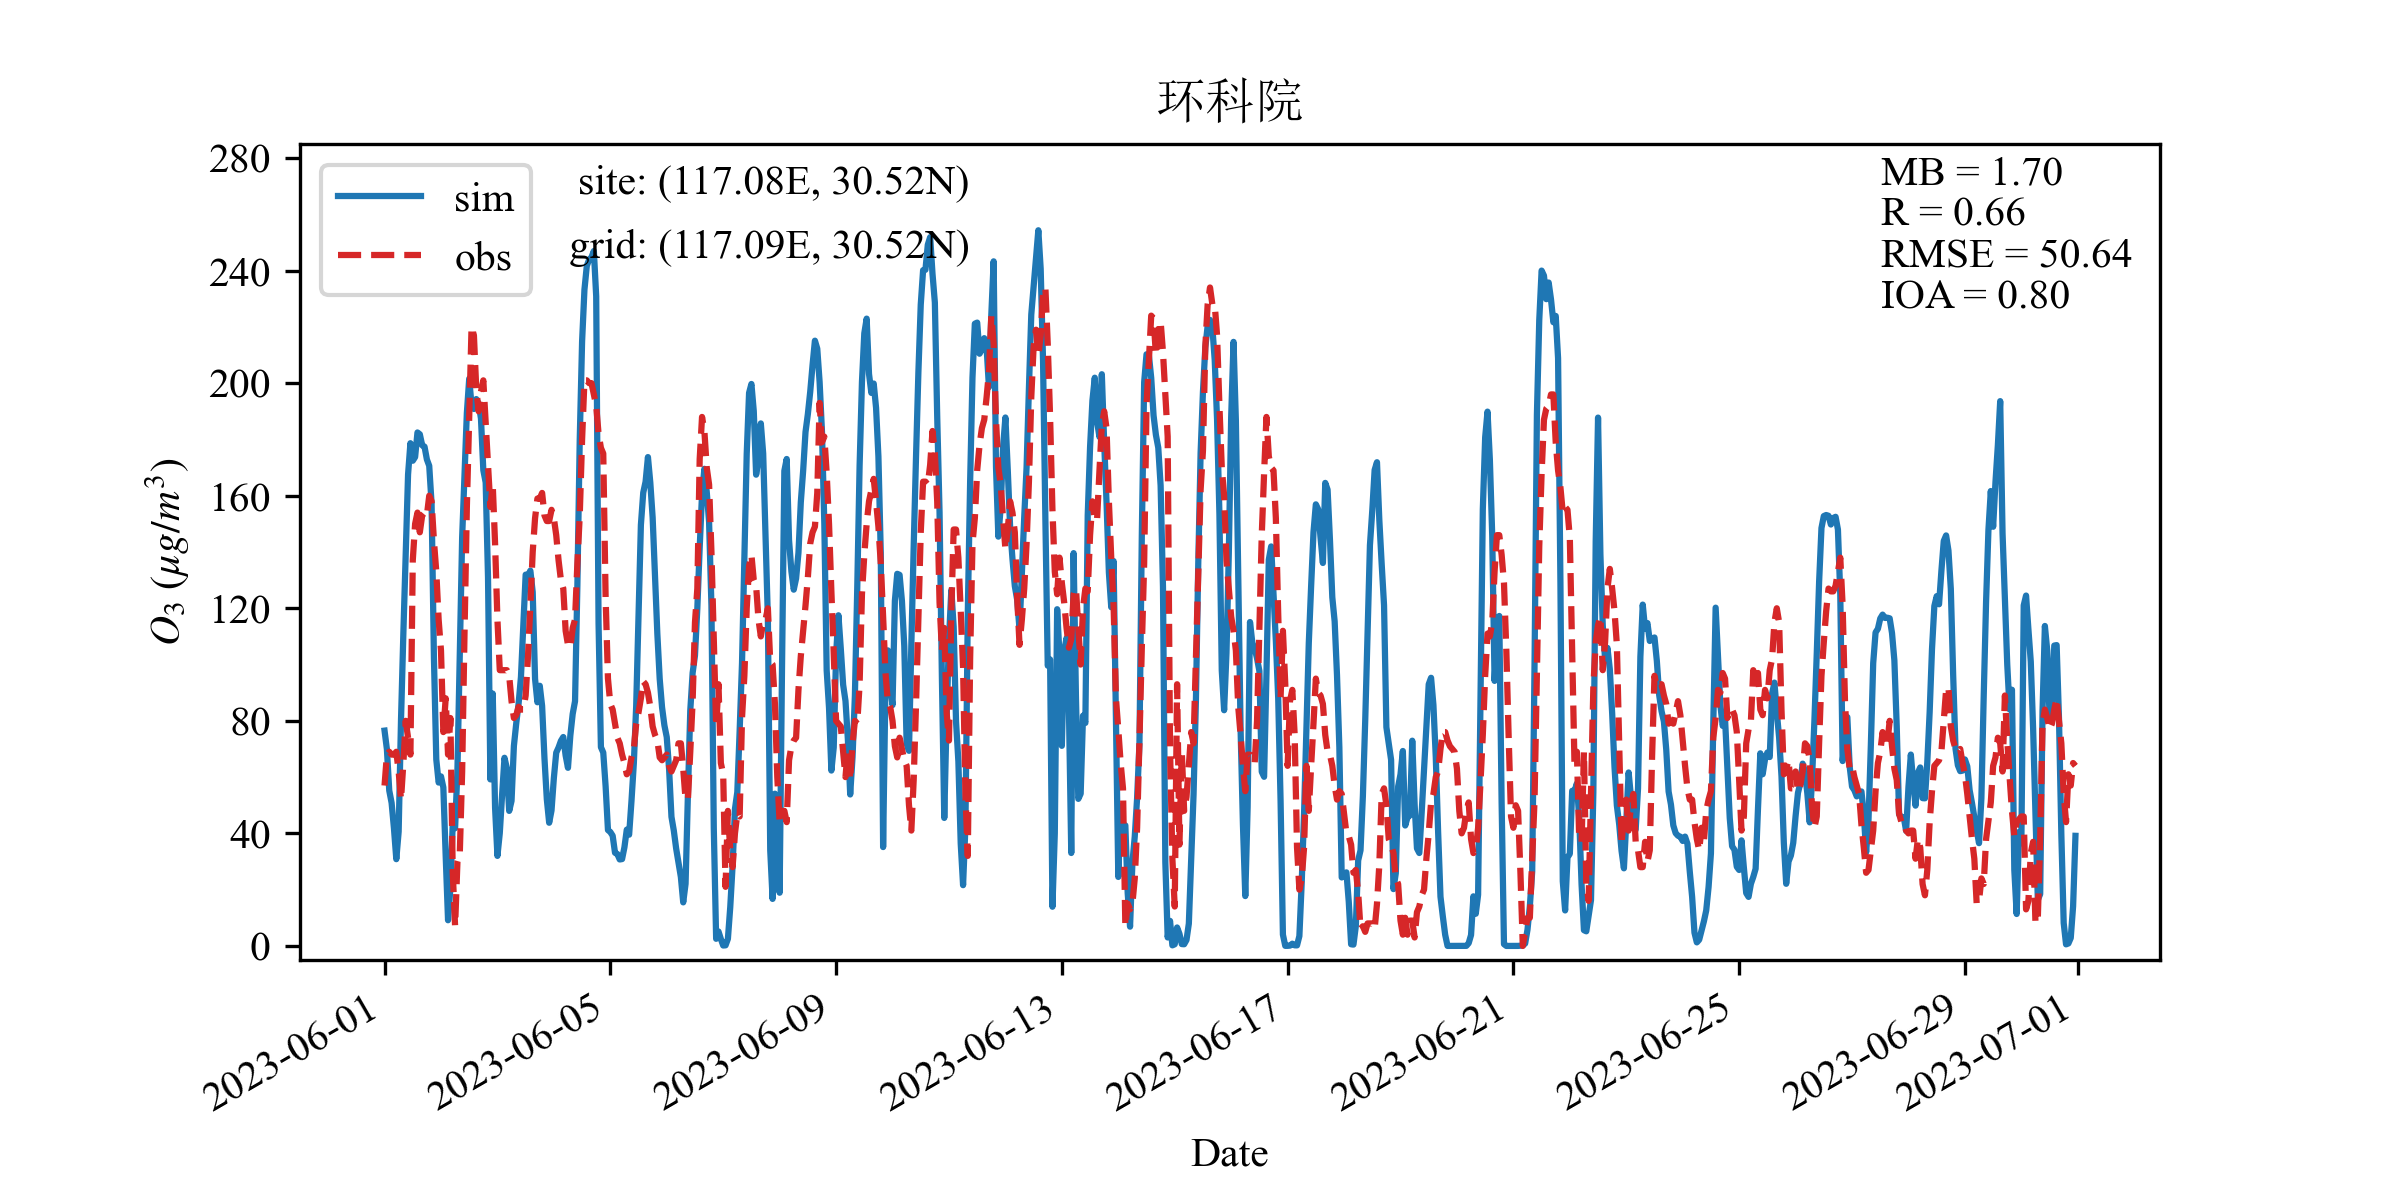 环科院
280
240
200
160
120
80
40
0
O₃ (μg/m³)
sim
obs
site: (117.08E, 30.52N)
grid: (117.09E, 30.52N)
MB = 1.70
R = 0.66
RMSE = 50.64
IOA = 0.80
2023-06-01
2023-06-05
2023-06-09
2023-06-13
2023-06-17
2023-06-21
2023-06-25
2023-06-29
2023-07-01
Date